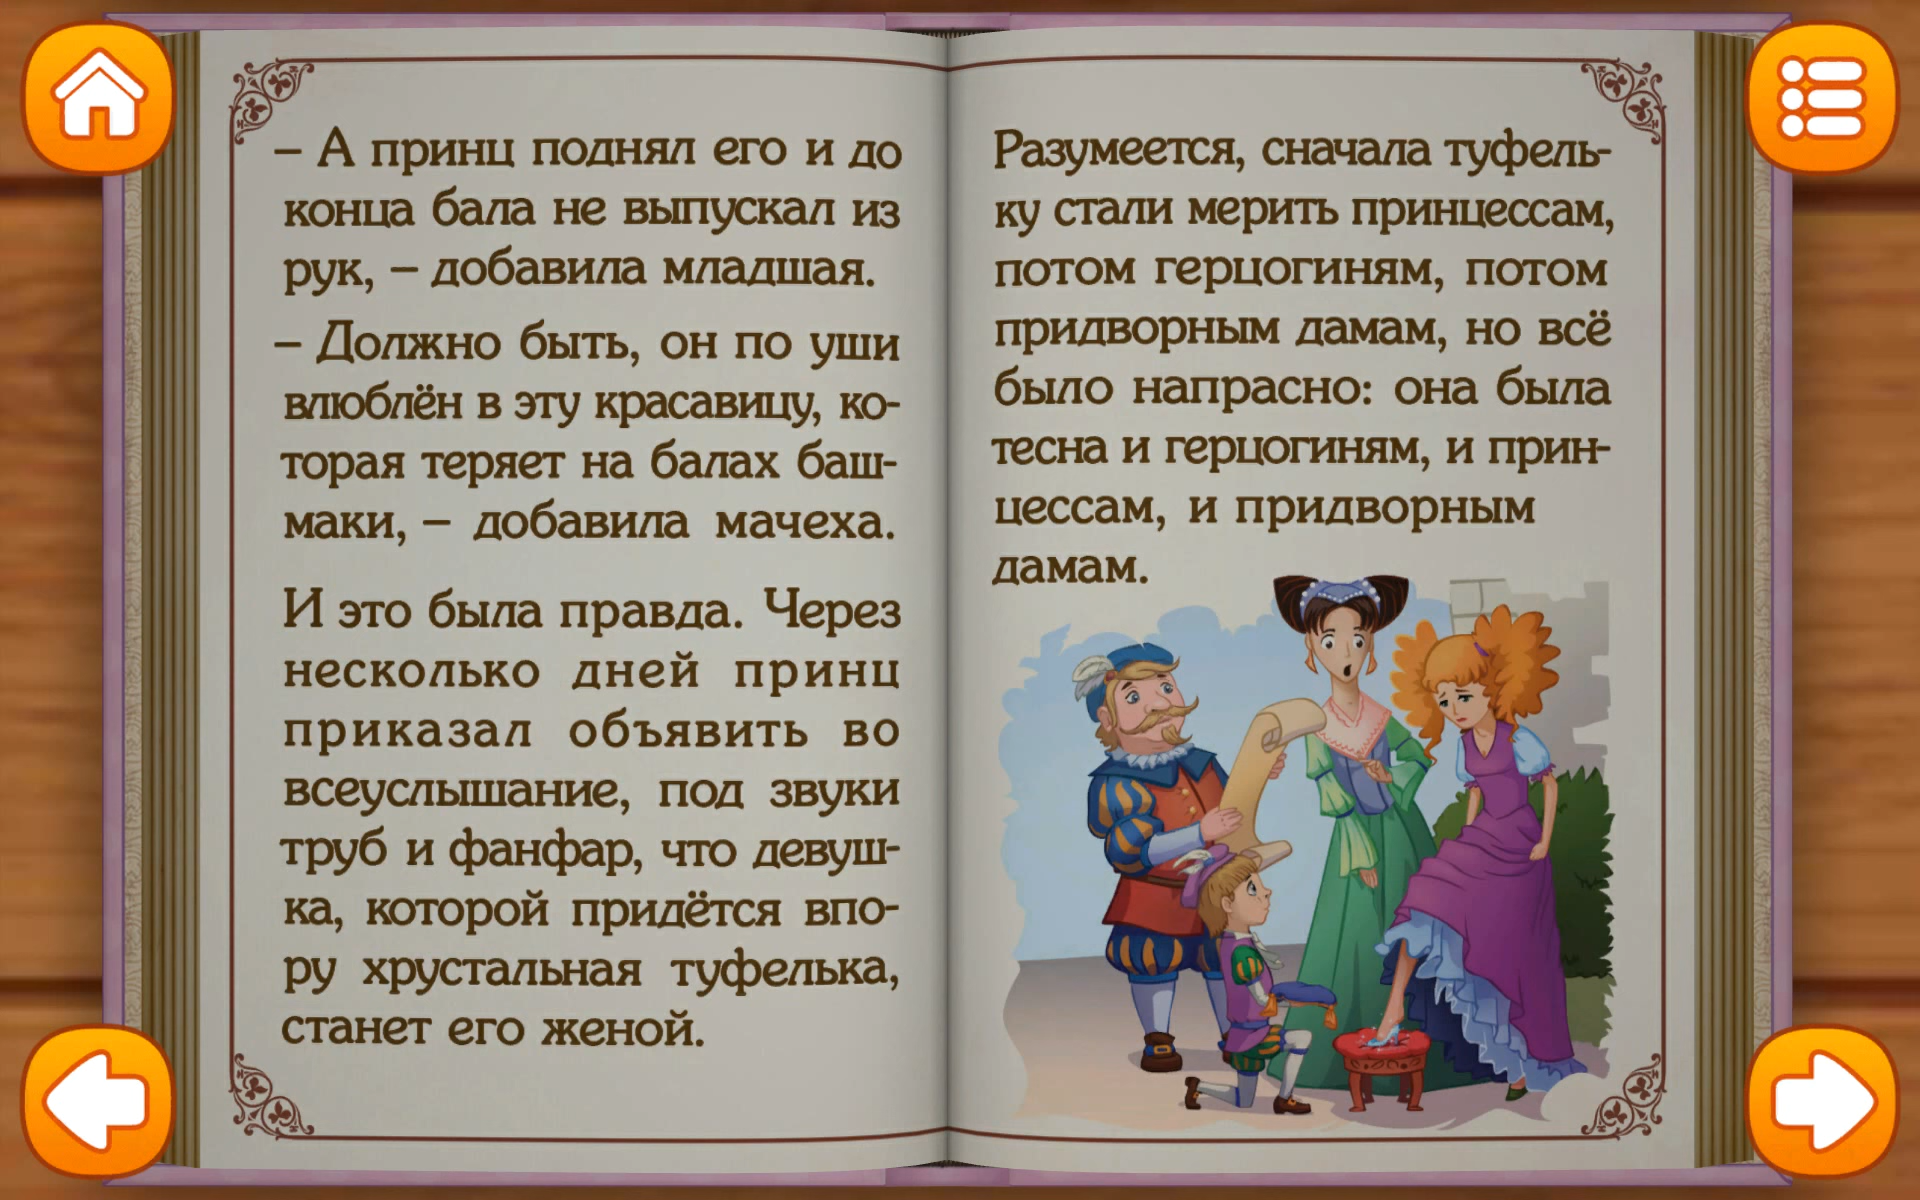 – А принц поднял его и до
конца бала не выпускал из
рук, – добавила младшая.
– Должно быть, он по уши
влюблён в эту красавицу, ко-
торая теряет на балах баш-
маки, – добавила мачеха.
И это была правда. Через
несколько дней принц
приказал объявить во
всеуслышание, под звуки
труб и фанфар, что девуш-
ка, которой придётся впо-
ру хрустальная туфелька,
станет его женой.
Разумеется, сначала туфель-
ку стали мерить принцессам,
потом герцогиням, потом
придворным дамам, но всё
было напрасно: она была
тесна и герцогиням, и прин-
цессам, и придворным
дамам.